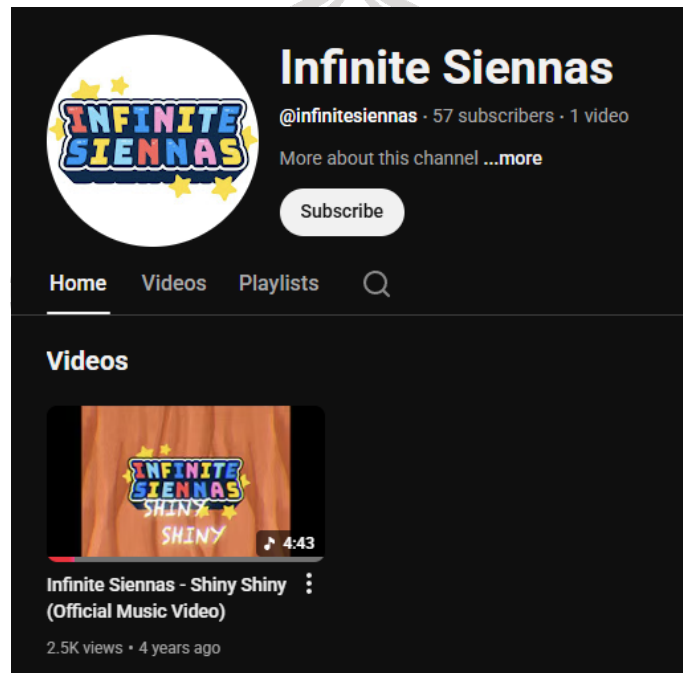 INFINITE
SIENNAS
Infinite Siennas
@infinitesiennas · 57 subscribers · 1 video
More about this channel ...more
Subscribe
Home Videos Playlists
Videos
INFINITE
SIENNAS
SHINY
SHINY
4:43
Infinite Siennas - Shiny Shiny
(Official Music Video)
2.5K views • 4 years ago